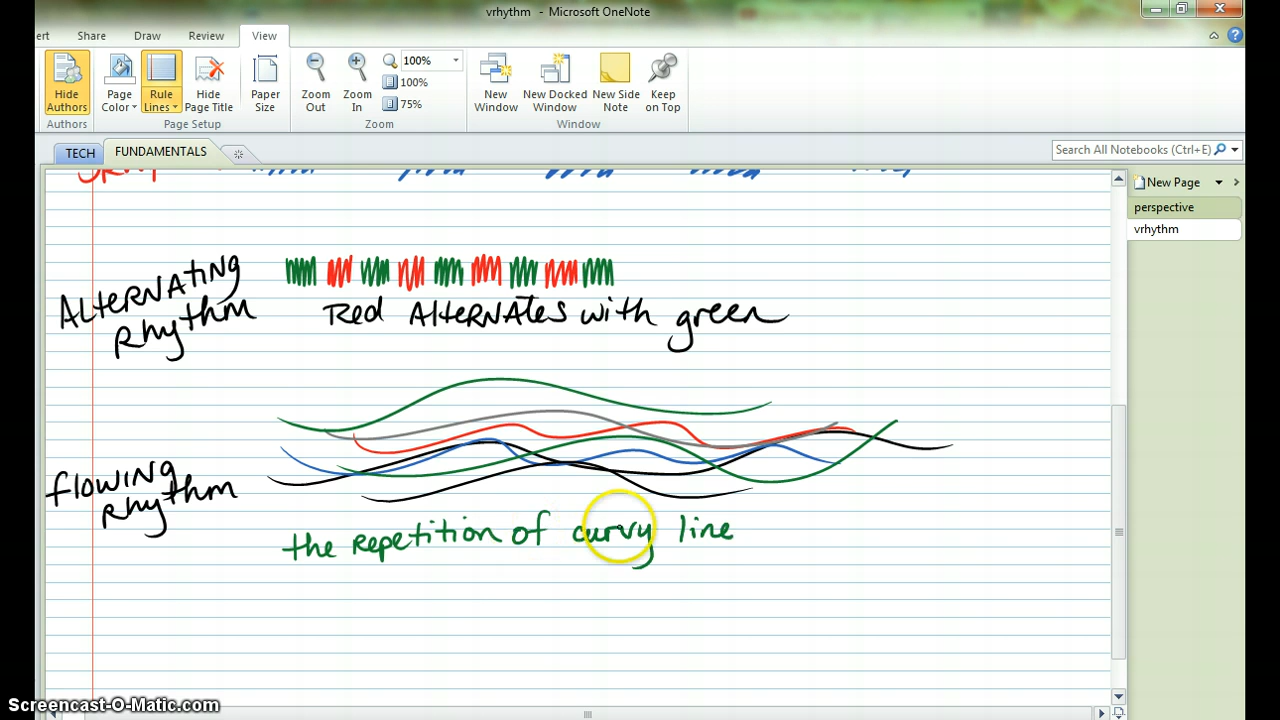 vrhythm - Microsoft OneNote
ert Share Draw Review View
Hide Authors
Page Color
Rule Lines
Hide Page Title
Paper Size
Zoom Out
Zoom In
100%
100%
75%
New Window
New Docked Window
New Side Note
Keep on Top
Authors Page Setup Zoom Window
TECH FUNDAMENTALS
Search All Notebooks (Ctrl+E)
New Page
perspective
vrhythm
ALterNAtiNg
Rhythm
Red AlterNAtes with green
flowiNg
rhythm
the repetition of curvy line
Screencast-O-Matic.com